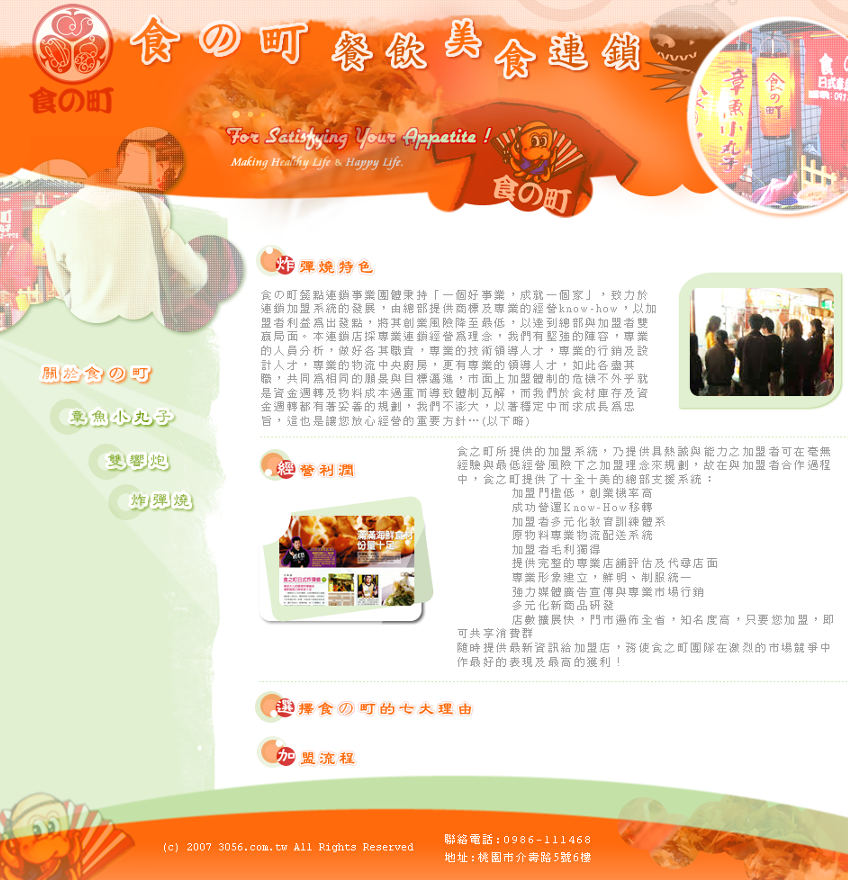 食の町
食の町 餐飲美食連鎖
For Satisfying Your Appetite !
Making Healthy Life & Happy Life.
食の町
章魚小丸子
食の町
關於食の町
章魚小丸子
雙響炮
炸彈燒
炸彈燒特色
食の町餐點連鎖事業團體秉持「一個好事業，成就一個家」，致力於
連鎖加盟系統的發展，由總部提供商標及專業的經營know-how，以加
盟者利益為出發點，將其創業風險降至最低，以達到總部與加盟者雙
贏局面。本連鎖店採專業連鎖經營為理念，我們有堅強的陣容，專業
的人員分析，做好各其職責，專業的技術領導人才，專業的行銷及設
計人才，專業的物流中央廚房，更有專業的領導人才，如此各盡其
職，共同為相同的願景與目標邁進，市面上加盟體制的危機不外乎就
是資金週轉及物料成本過重而導致體制瓦解，而我們於食材庫存及資
金週轉都有著妥善的規劃，我們不澎大，以著穩定中而求成長為忠
旨，這也是讓您放心經營的重要方針…(以下略)
經營利潤
食之町所提供的加盟系統，乃提供具熱誠與能力之加盟者可在毫無
經驗與最低經營風險下之加盟理念來規劃，故在與加盟者合作過程
中，食之町提供了十全十美的總部支援系統：
加盟門檻低，創業機率高
成功營運Know-How移轉
加盟者多元化教育訓練體系
原物料專業物流配送系統
加盟者毛利獨得
提供完整的專業店舖評估及代尋店面
專業形象建立，鮮明、制服統一
強力媒體廣告宣傳與專業市場行銷
多元化新商品研發
店數擴展快，門市遍佈全省，知名度高，只要您加盟，即
可共享消費群
隨時提供最新資訊給加盟店，務使食之町團隊在激烈的市場競爭中
作最好的表現及最高的獲利！
滿滿海鮮食材
份量十足
選擇食の町的七大理由
加盟流程
(c) 2007 3056.com.tw All Rights Reserved
聯絡電話:0986-111468
地址:桃園市介壽路5號6樓